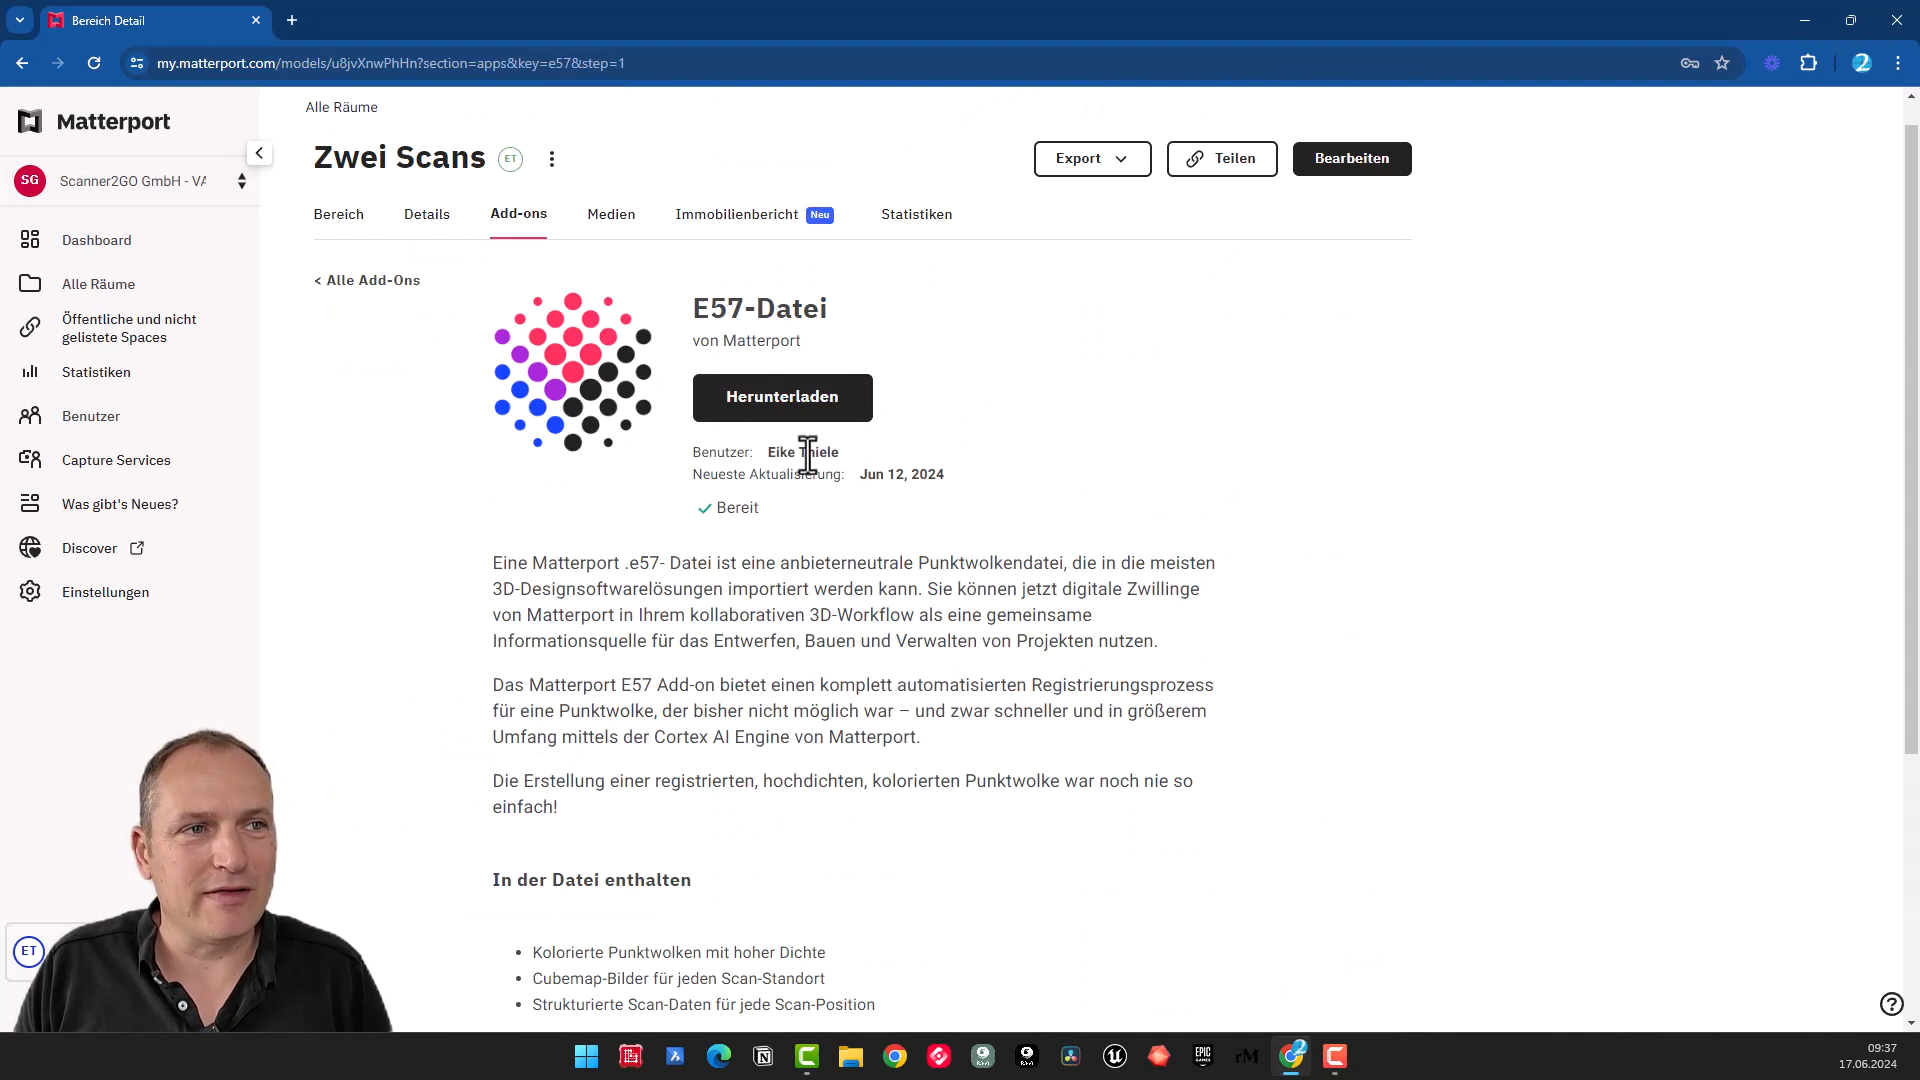 Bereich Detail
my.matterport.com/models/u8jvXnwPhHn?section=apps&key=e57&step=1
Matterport
SG
Scanner2GO GmbH - VA
Dashboard
Alle Räume
Öffentliche und nicht
gelistete Spaces
Statistiken
Benutzer
Capture Services
Was gibt's Neues?
Discover
Einstellungen
ET
Alle Räume
Zwei Scans
ET
Export
Teilen
Bearbeiten
Bereich
Details
Add-ons
Medien
Immobilienbericht
Neu
Statistiken
< Alle Add-Ons
E57-Datei
von Matterport
Herunterladen
Benutzer: Eike Thiele
Neueste Aktualisierung: Jun 12, 2024
Bereit
Eine Matterport .e57- Datei ist eine anbieterneutrale Punktwolkendatei, die in die meisten
3D-Designsoftwarelösungen importiert werden kann. Sie können jetzt digitale Zwillinge
von Matterport in Ihrem kollaborativen 3D-Workflow als eine gemeinsame
Informationsquelle für das Entwerfen, Bauen und Verwalten von Projekten nutzen.
Das Matterport E57 Add-on bietet einen komplett automatisierten Registrierungsprozess
für eine Punktwolke, der bisher nicht möglich war – und zwar schneller und in größerem
Umfang mittels der Cortex AI Engine von Matterport.
Die Erstellung einer registrierten, hochdichten, kolorierten Punktwolke war noch nie so
einfach!
In der Datei enthalten
• Kolorierte Punktwolken mit hoher Dichte
• Cubemap-Bilder für jeden Scan-Standort
• Strukturierte Scan-Daten für jede Scan-Position
EPIC
GAMES
rM
2
09:37
17.06.2024